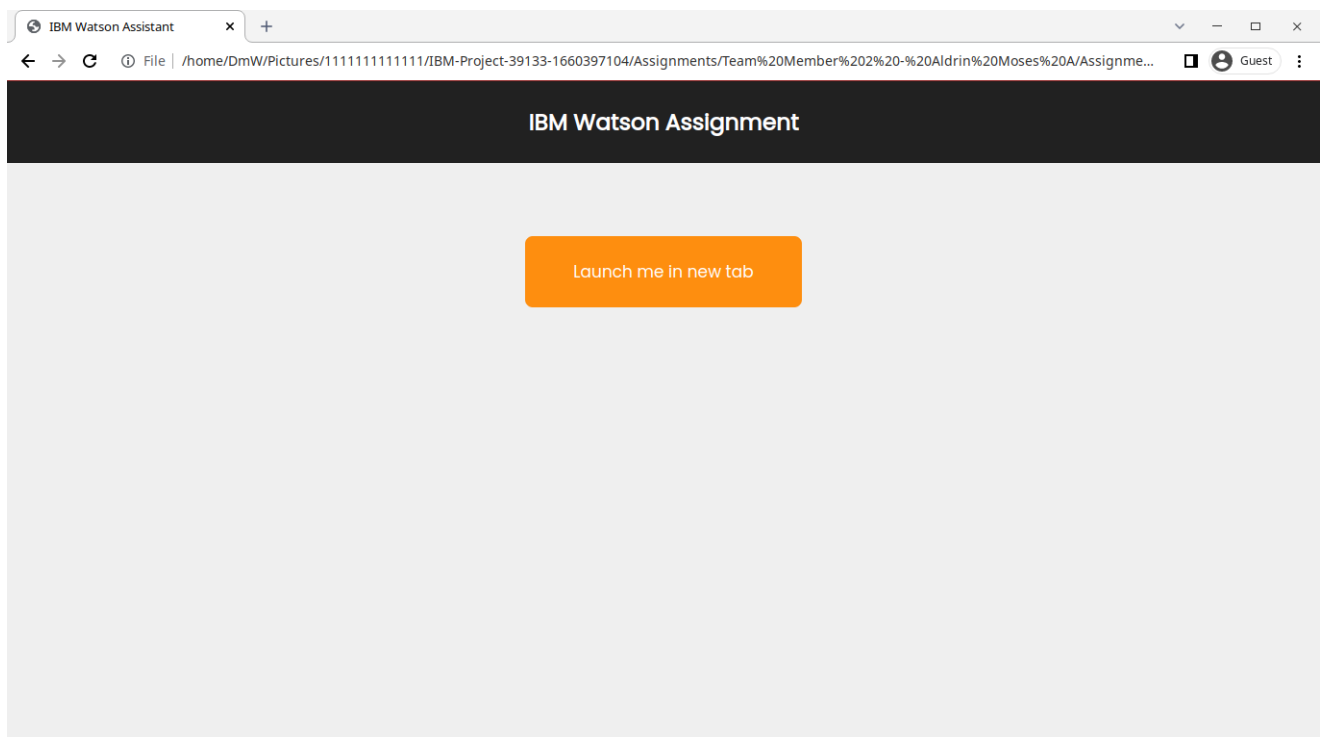 IBM Watson Assistant
File /home/DmW/Pictures/1111111111111/IBM-Project-39133-1660397104/Assignments/Team%20Member%202%20-%20Aldrin%20Moses%20A/Assignme...
Guest
IBM Watson Assignment
Launch me in new tab